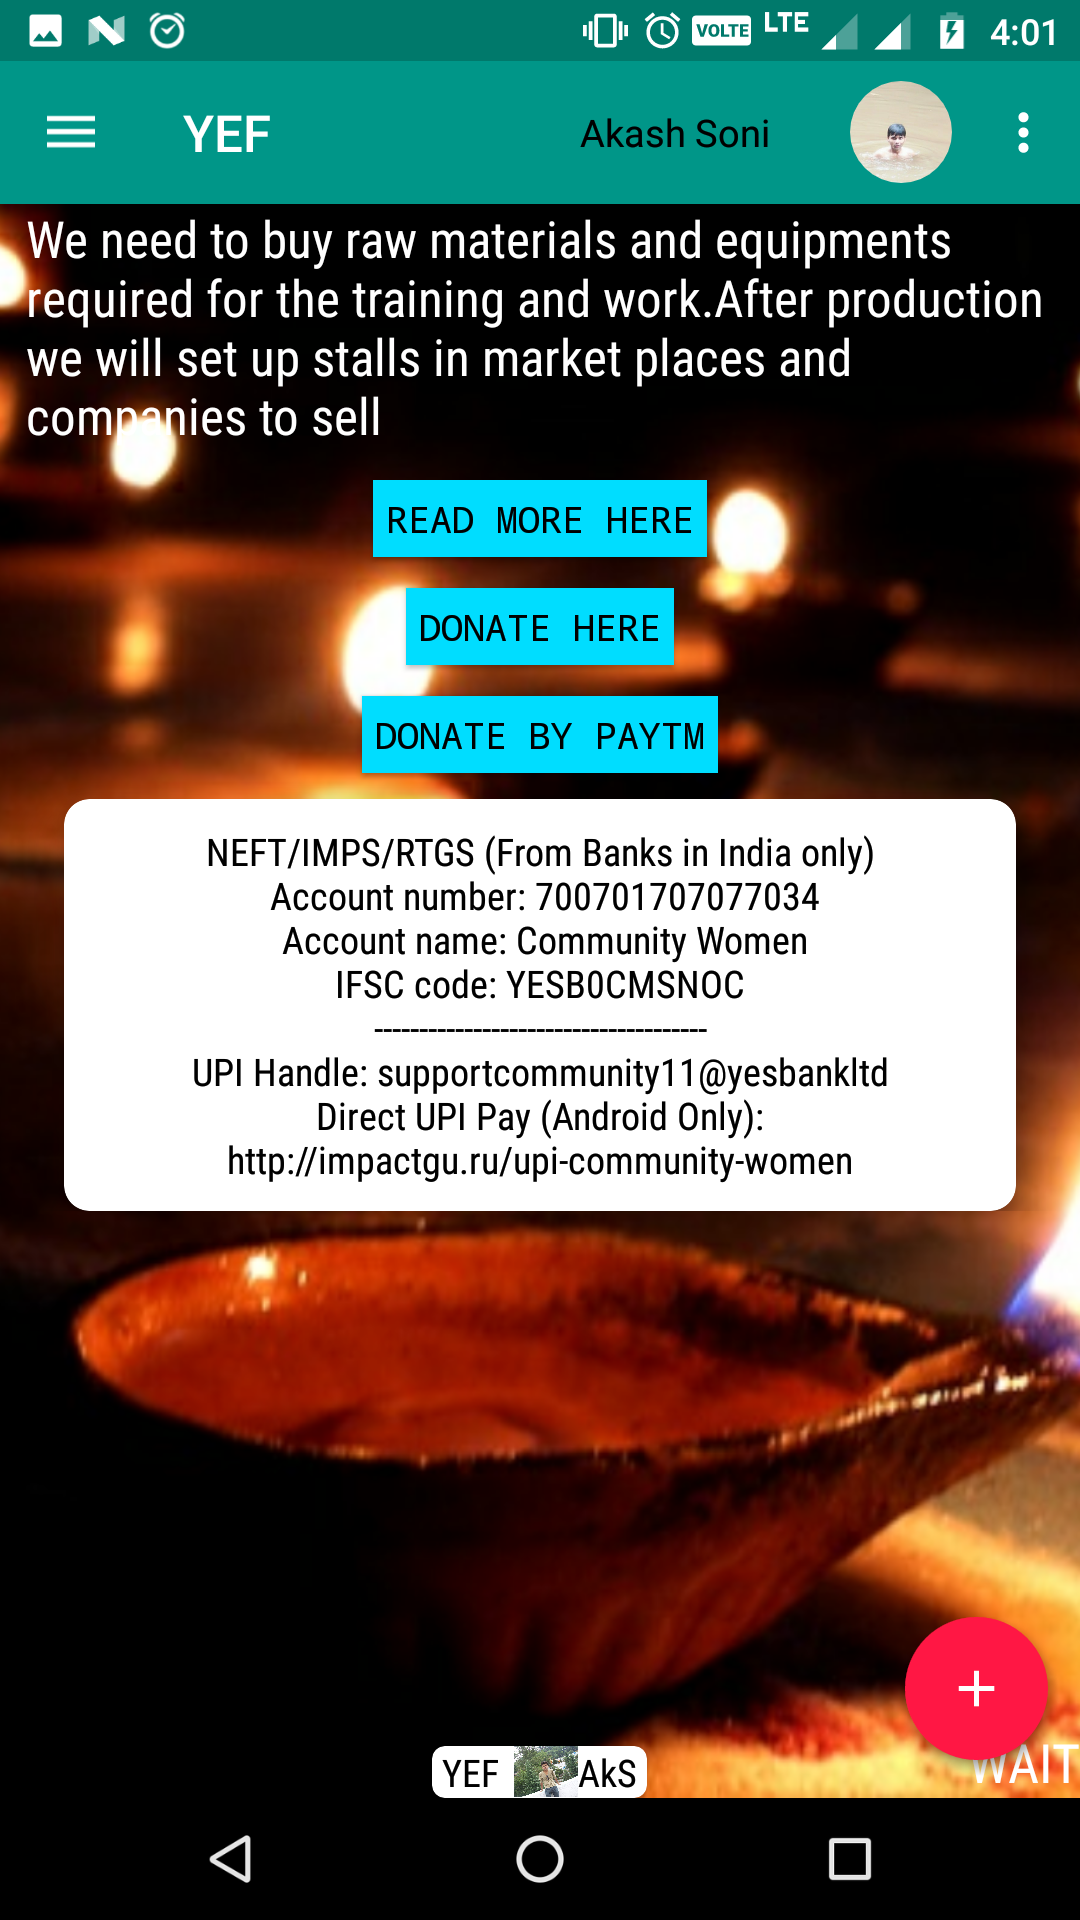 VOLTE LTE 4:01
YEF Akash Soni
We need to buy raw materials and equipments
required for the training and work.After production
we will set up stalls in market places and
companies to sell
READ MORE HERE
DONATE HERE
DONATE BY PAYTM
NEFT/IMPS/RTGS (From Banks in India only)
Account number: 700701707077034
Account name: Community Women
IFSC code: YESB0CMSNOC
-------------------------------------
UPI Handle: supportcommunity11@yesbankltd
Direct UPI Pay (Android Only):
http://impactgu.ru/upi-community-women
WAIT
YEF AkS